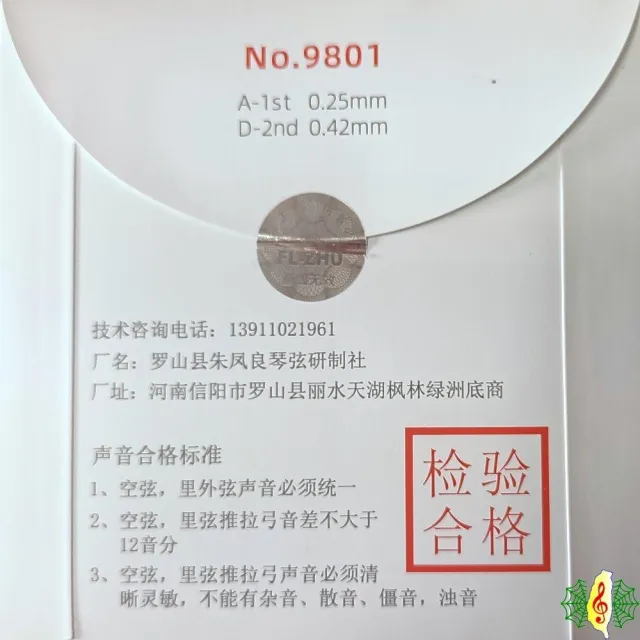 No.9801
A-1st 0.25mm
D-2nd 0.42mm
FL-ZHU
技术咨询电话：13911021961
厂名：罗山县朱凤良琴弦研制社
厂址：河南信阳市罗山县丽水天湖枫林绿洲底商
声音合格标准
1、空弦，里外弦声音必须统一
2、空弦，里弦推拉弓音差不大于
12音分
3、空弦，里弦推拉弓声音必须清
晰灵敏，不能有杂音、散音、僵音，浊音
检验
合格